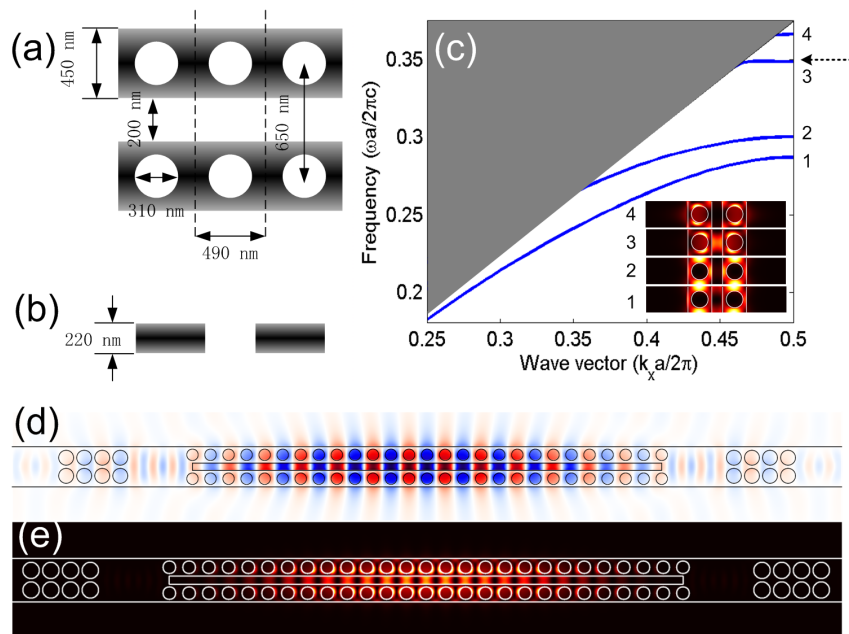 (a)
450 nm
200 nm
650 nm
310 nm
490 nm
(b)
220 nm
(c)
Frequency (ωa/2πc)
0.35
0.3
0.25
0.2
4
3
2
1
4
3
2
1
0.25
0.3
0.35
0.4
0.45
0.5
Wave vector (kₓa/2π)
(d)
(e)